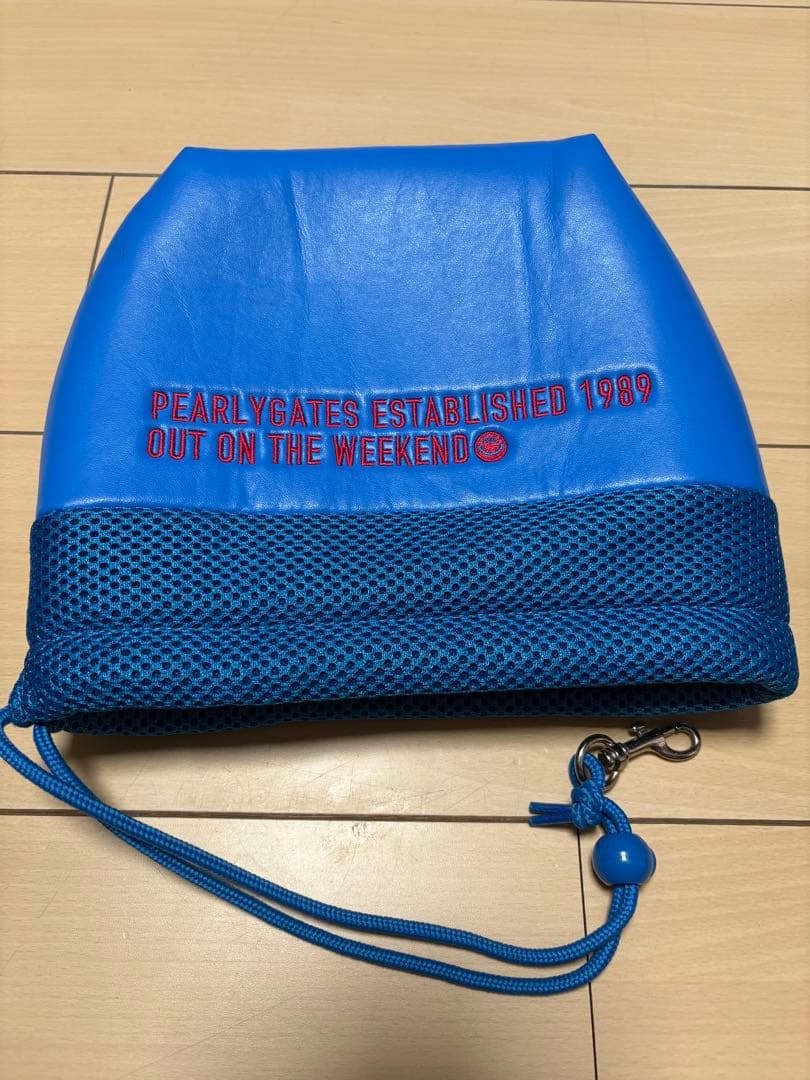 PEARLYGATES ESTABLISHED 1989
OUT ON THE WEEKEND